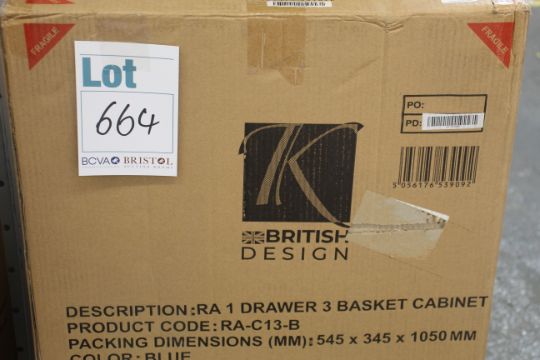 FRAGILE
FRAGILE
Lot
664
BCVA BRISTOL
PO:
PD:
5 056176 539092
K
BRITISH
DESIGN
DESCRIPTION:RA 1 DRAWER 3 BASKET CABINET
PRODUCT CODE:RA-C13-B
PACKING DIMENSIONS (MM): 545 x 345 x 1050 MM
COLOR: BLUE